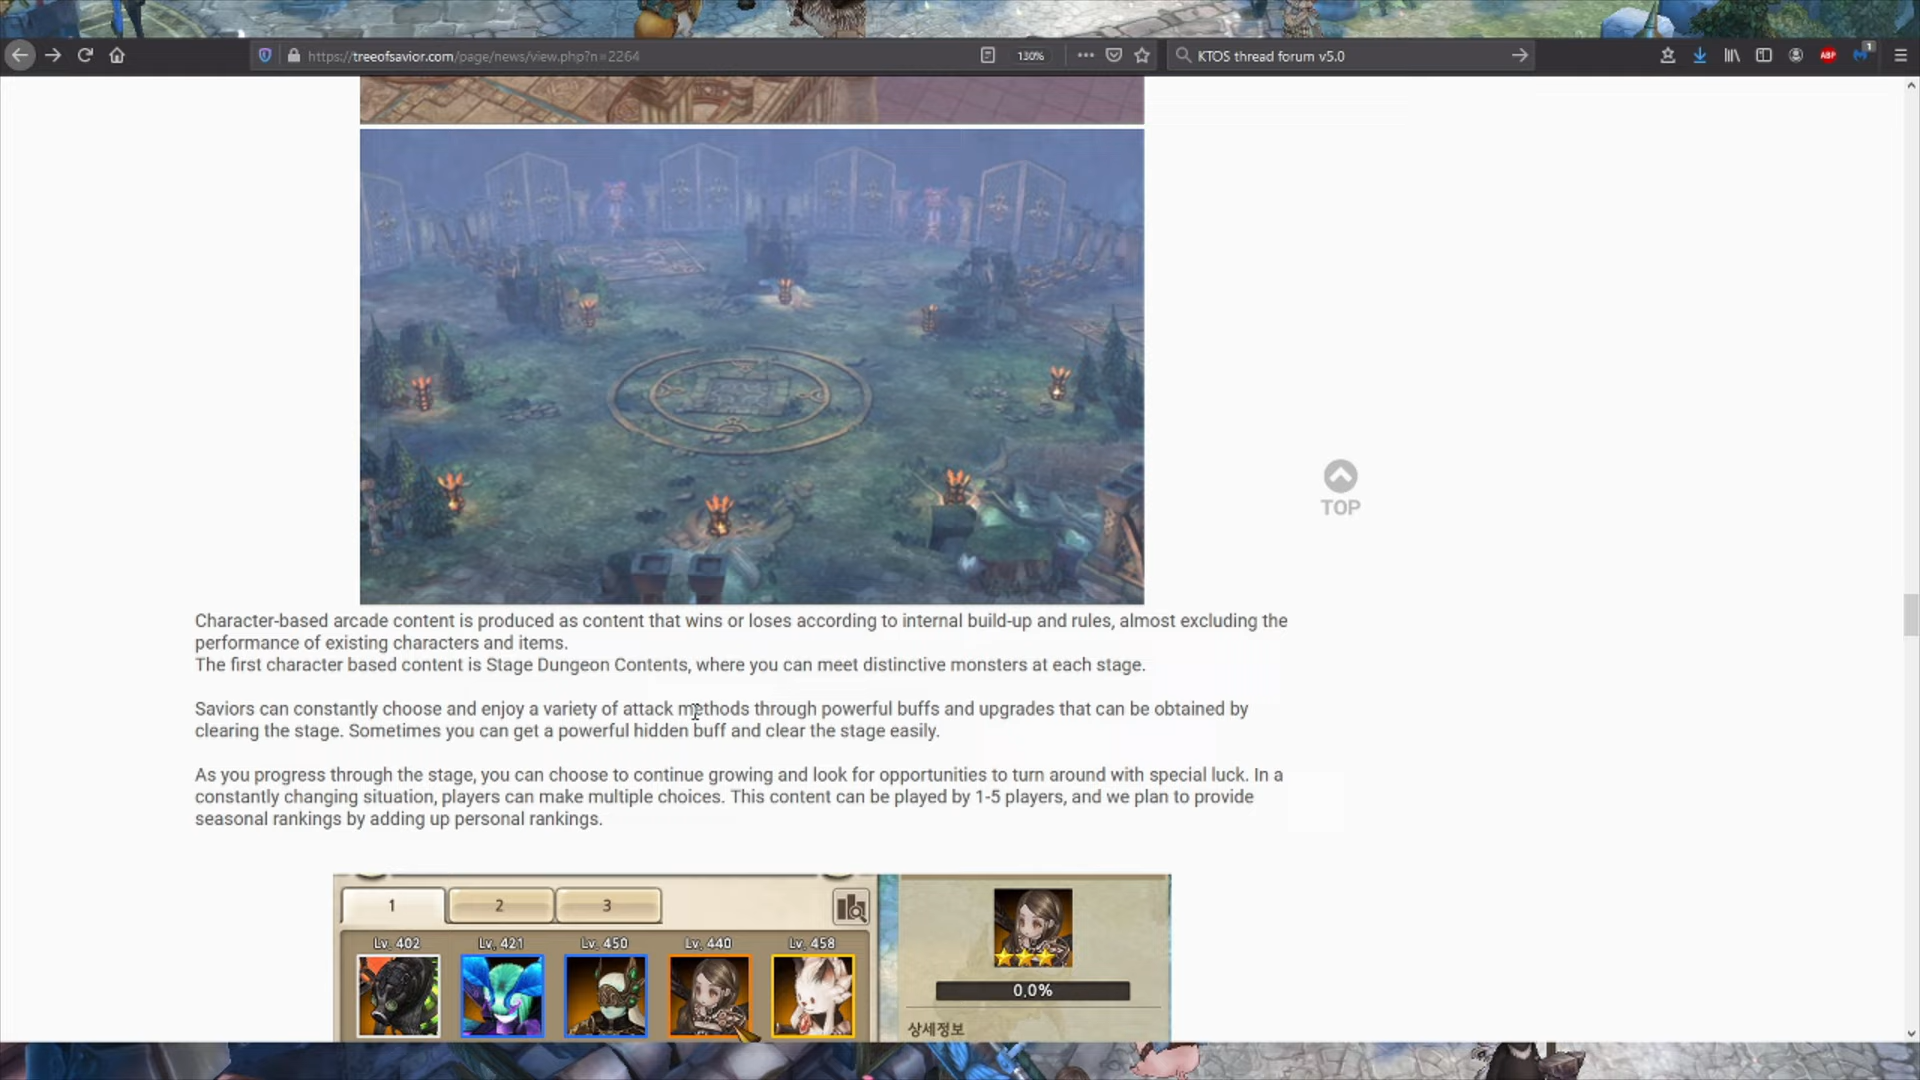 https://treeofsavior.com/page/news/view.php?n=2264
130%
KTOS thread forum v5.0
ABP
1
TOP
Character-based arcade content is produced as content that wins or loses according to internal build-up and rules, almost excluding the
performance of existing characters and items.
The first character based content is Stage Dungeon Contents, where you can meet distinctive monsters at each stage.
Saviors can constantly choose and enjoy a variety of attack methods through powerful buffs and upgrades that can be obtained by
clearing the stage. Sometimes you can get a powerful hidden buff and clear the stage easily.
As you progress through the stage, you can choose to continue growing and look for opportunities to turn around with special luck. In a
constantly changing situation, players can make multiple choices. This content can be played by 1-5 players, and we plan to provide
seasonal rankings by adding up personal rankings.
1 2 3
Lv. 402 Lv. 421 Lv. 450 Lv. 440 Lv. 458
0.0%
상세정보